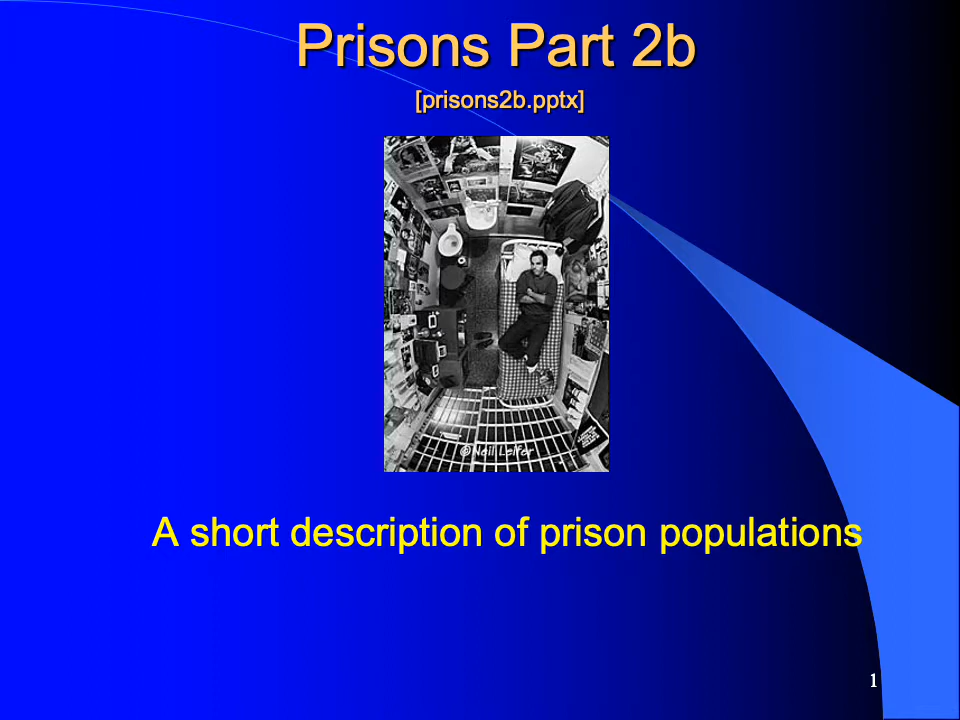 Prisons Part 2b
[prisons2b.pptx]
© Neil Leifer
A short description of prison populations
1